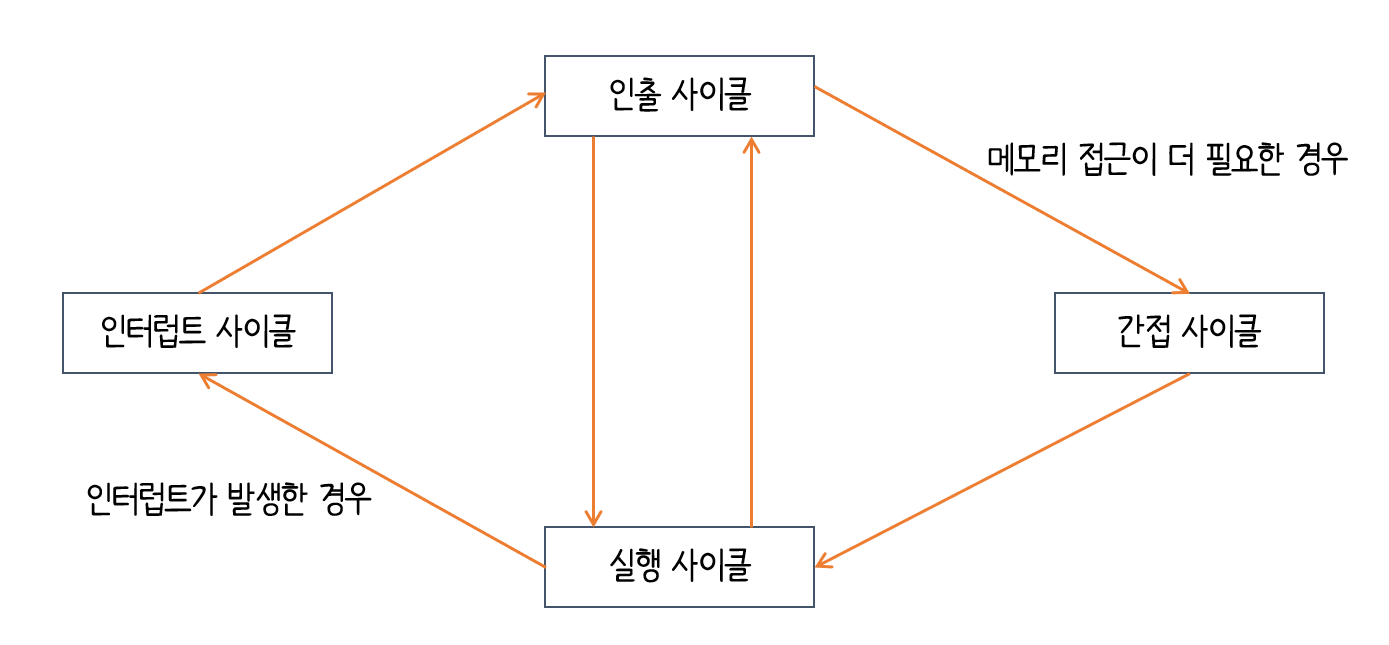 인출 사이클
메모리 접근이 더 필요한 경우
인터럽트 사이클
간접 사이클
인터럽트가 발생한 경우
실행 사이클